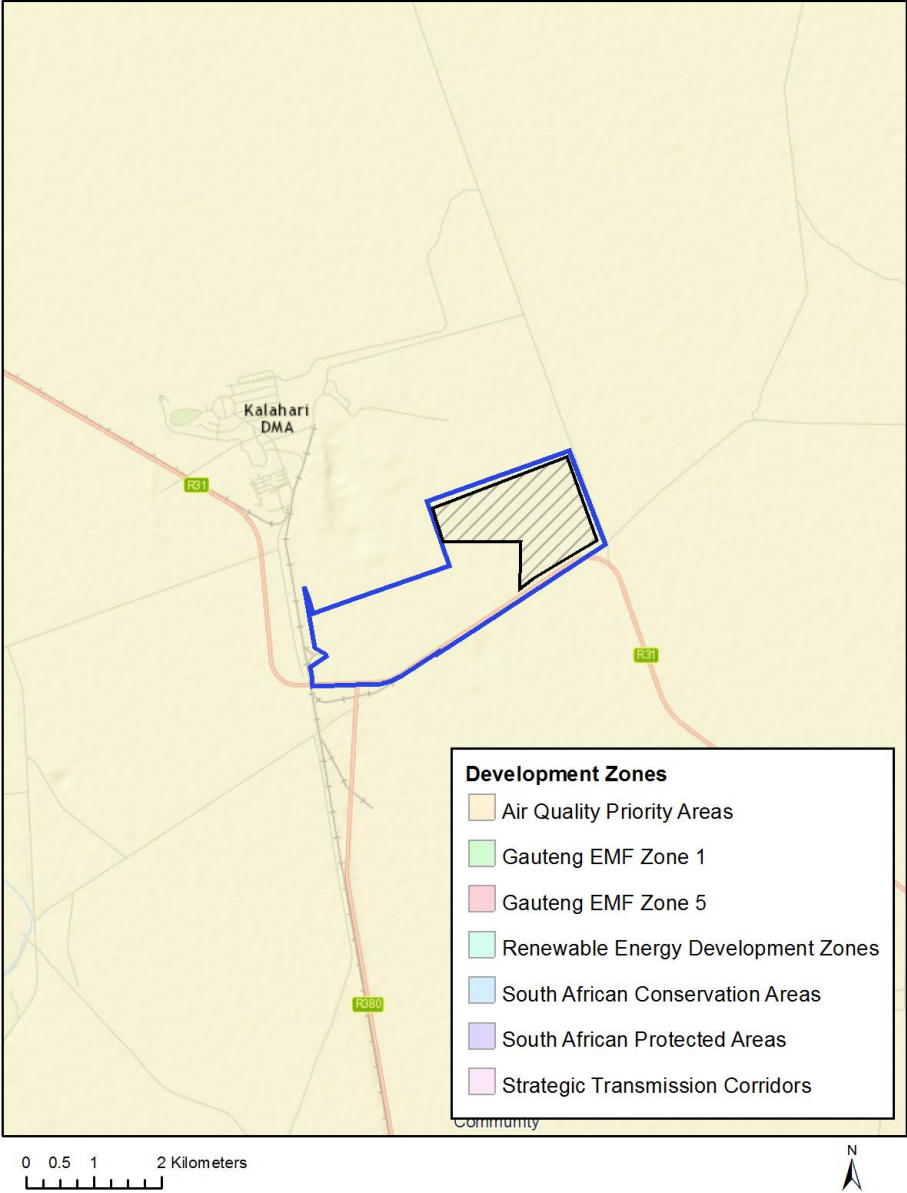 Kalahari
DMA
R31
R31
R380
Development Zones
Air Quality Priority Areas
Gauteng EMF Zone 1
Gauteng EMF Zone 5
Renewable Energy Development Zones
South African Conservation Areas
South African Protected Areas
Strategic Transmission Corridors
Community
0 0.5 1 2 Kilometers
N